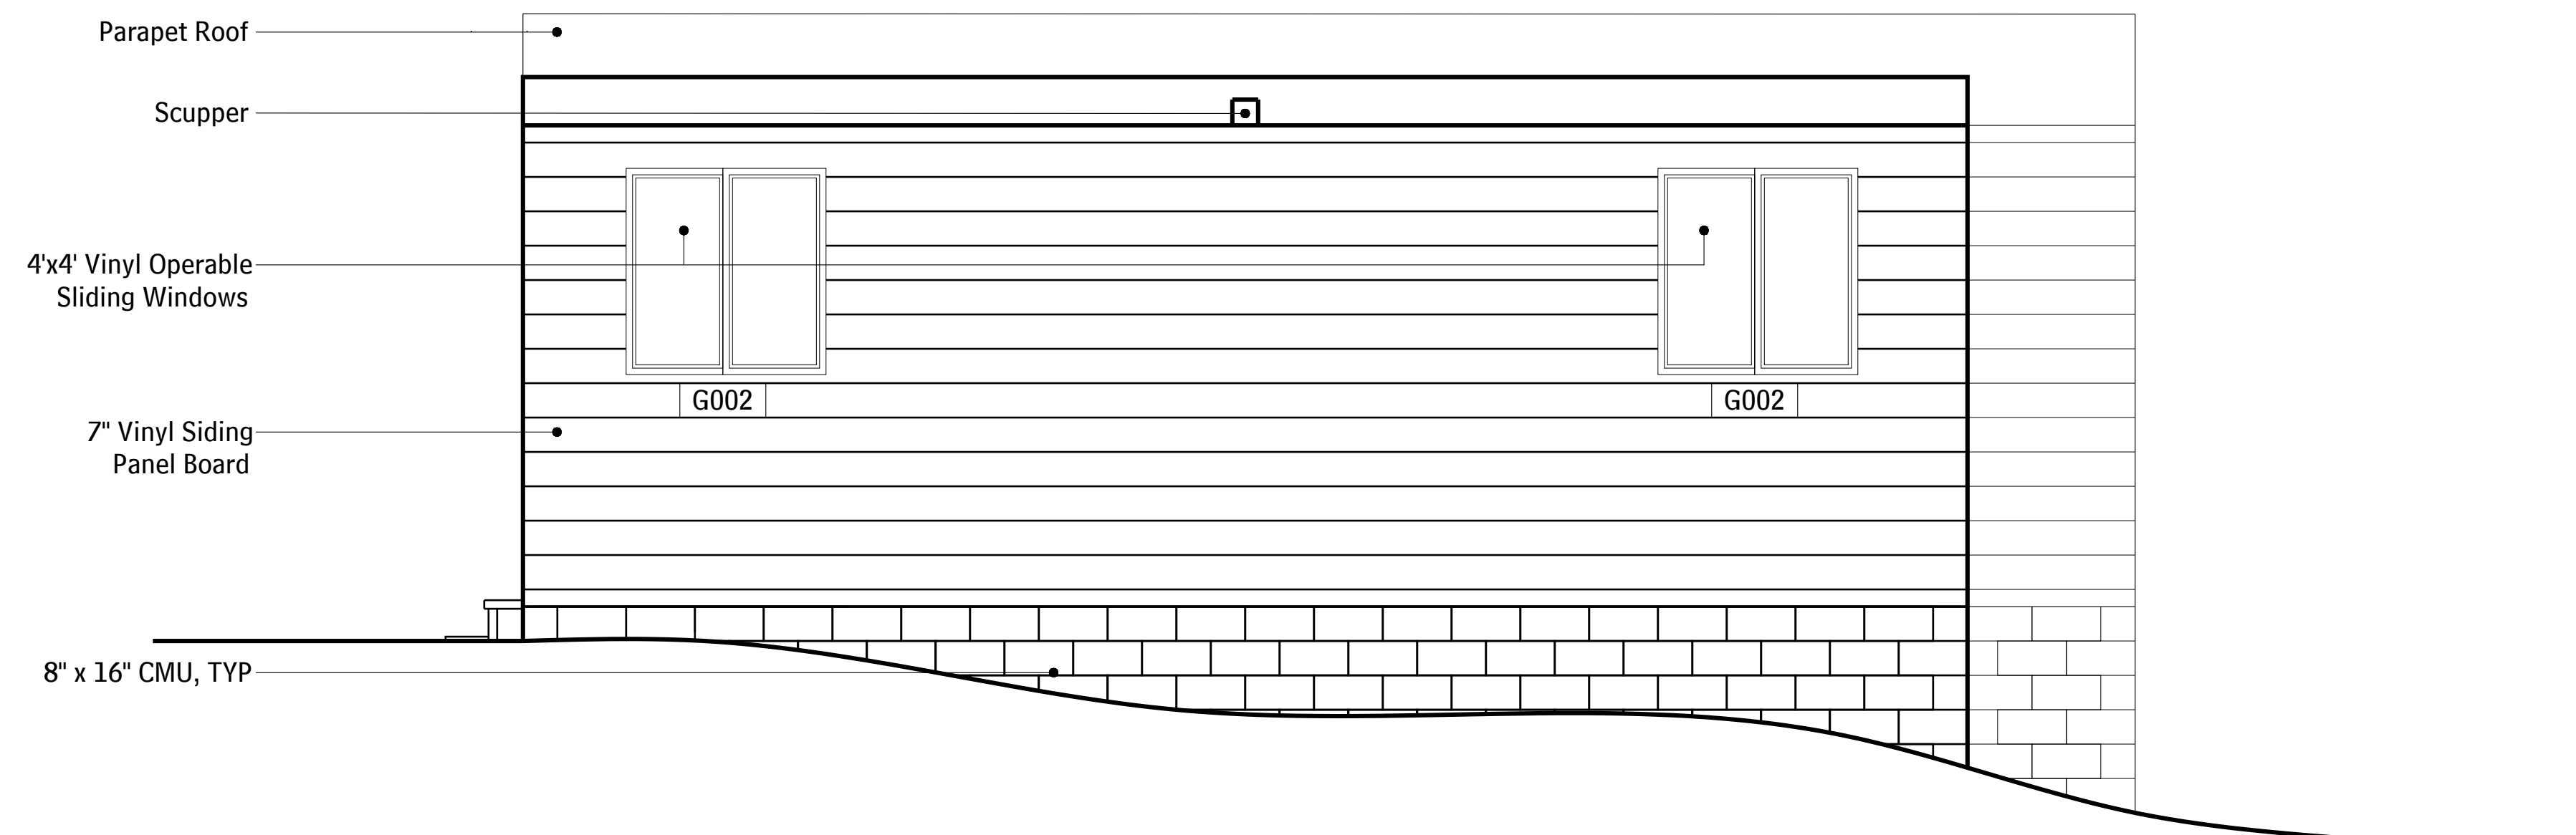 Parapet Roof
Scupper
4'x4' Vinyl Operable
Sliding Windows
G002
G002
7" Vinyl Siding
Panel Board
8" x 16" CMU, TYP